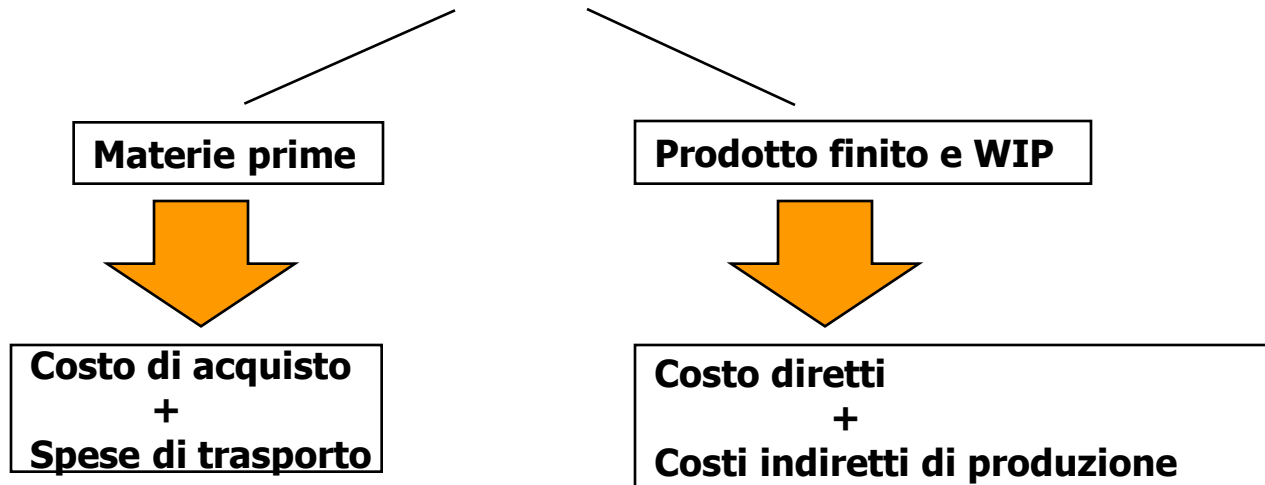 Materie prime
Prodotto finito e WIP
Costo di acquisto
+
Spese di trasporto
Costo diretti
+
Costi indiretti di produzione